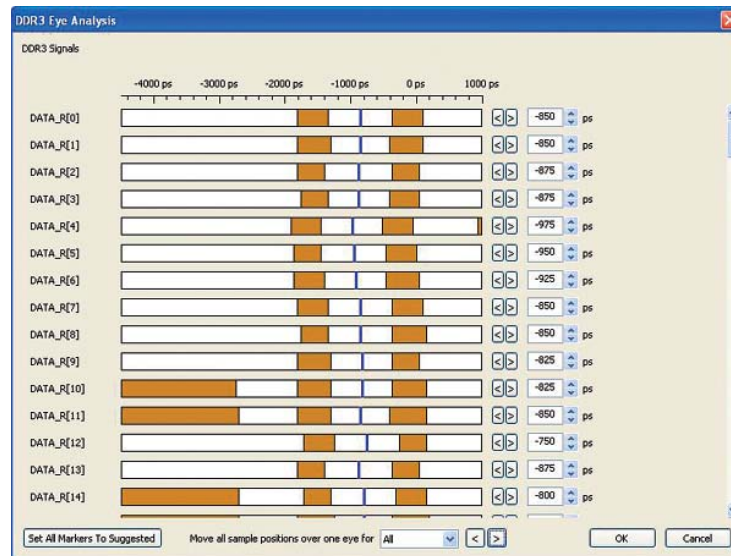 DDR3 Eye Analysis
DDR3 Signals
-4000 ps -3000 ps -2000 ps -1000 ps 0 ps 1000 ps
DATA_R[0] < > -850 ps
DATA_R[1] < > -850 ps
DATA_R[2] < > -875 ps
DATA_R[3] < > -875 ps
DATA_R[4] < > -975 ps
DATA_R[5] < > -950 ps
DATA_R[6] < > -925 ps
DATA_R[7] < > -850 ps
DATA_R[8] < > -850 ps
DATA_R[9] < > -825 ps
DATA_R[10] < > -825 ps
DATA_R[11] < > -850 ps
DATA_R[12] < > -750 ps
DATA_R[13] < > -875 ps
DATA_R[14] < > -800 ps
Set All Markers To Suggested Move all sample positions over one eye for All < > OK Cancel